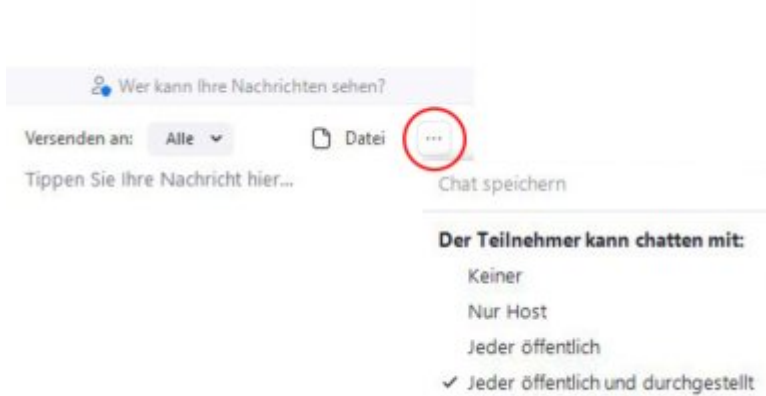 Wer kann Ihre Nachrichten sehen?
Versenden an: Alle Datei ...
Tippen Sie Ihre Nachricht hier...
Chat speichern
Der Teilnehmer kann chatten mit:
Keiner
Nur Host
Jeder öffentlich
✓ Jeder öffentlich und durchgestellt